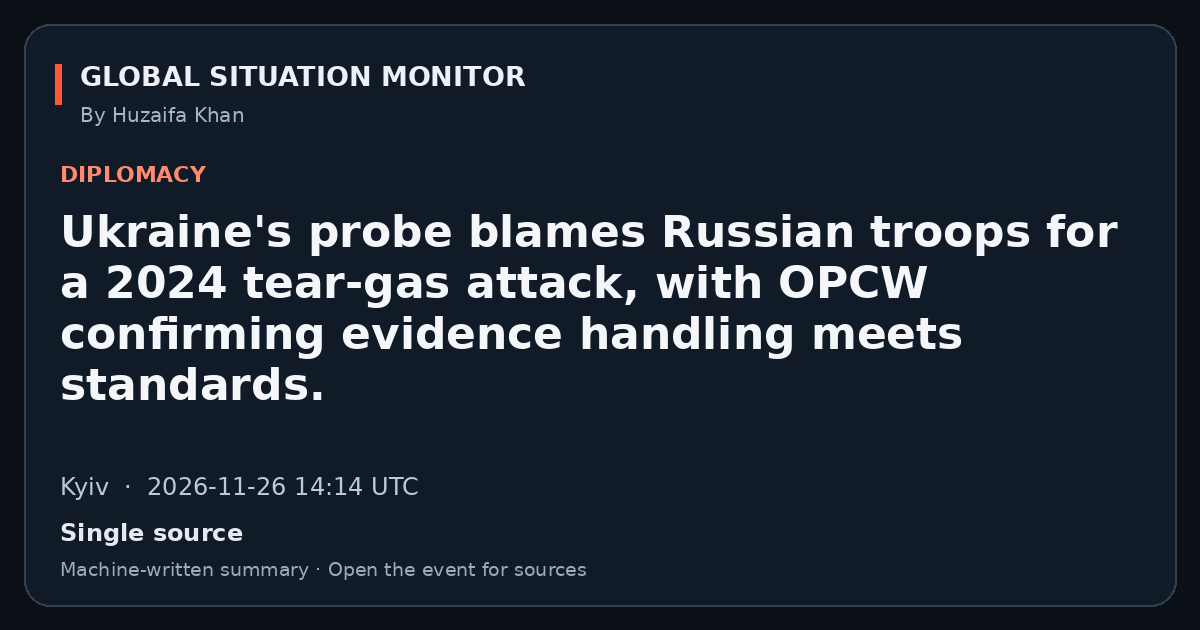 GLOBAL SITUATION MONITOR
By Huzaifa Khan
DIPLOMACY
Ukraine's probe blames Russian troops for
a 2024 tear-gas attack, with OPCW
confirming evidence handling meets
standards.
Kyiv · 2026-11-26 14:14 UTC
Single source
Machine-written summary · Open the event for sources